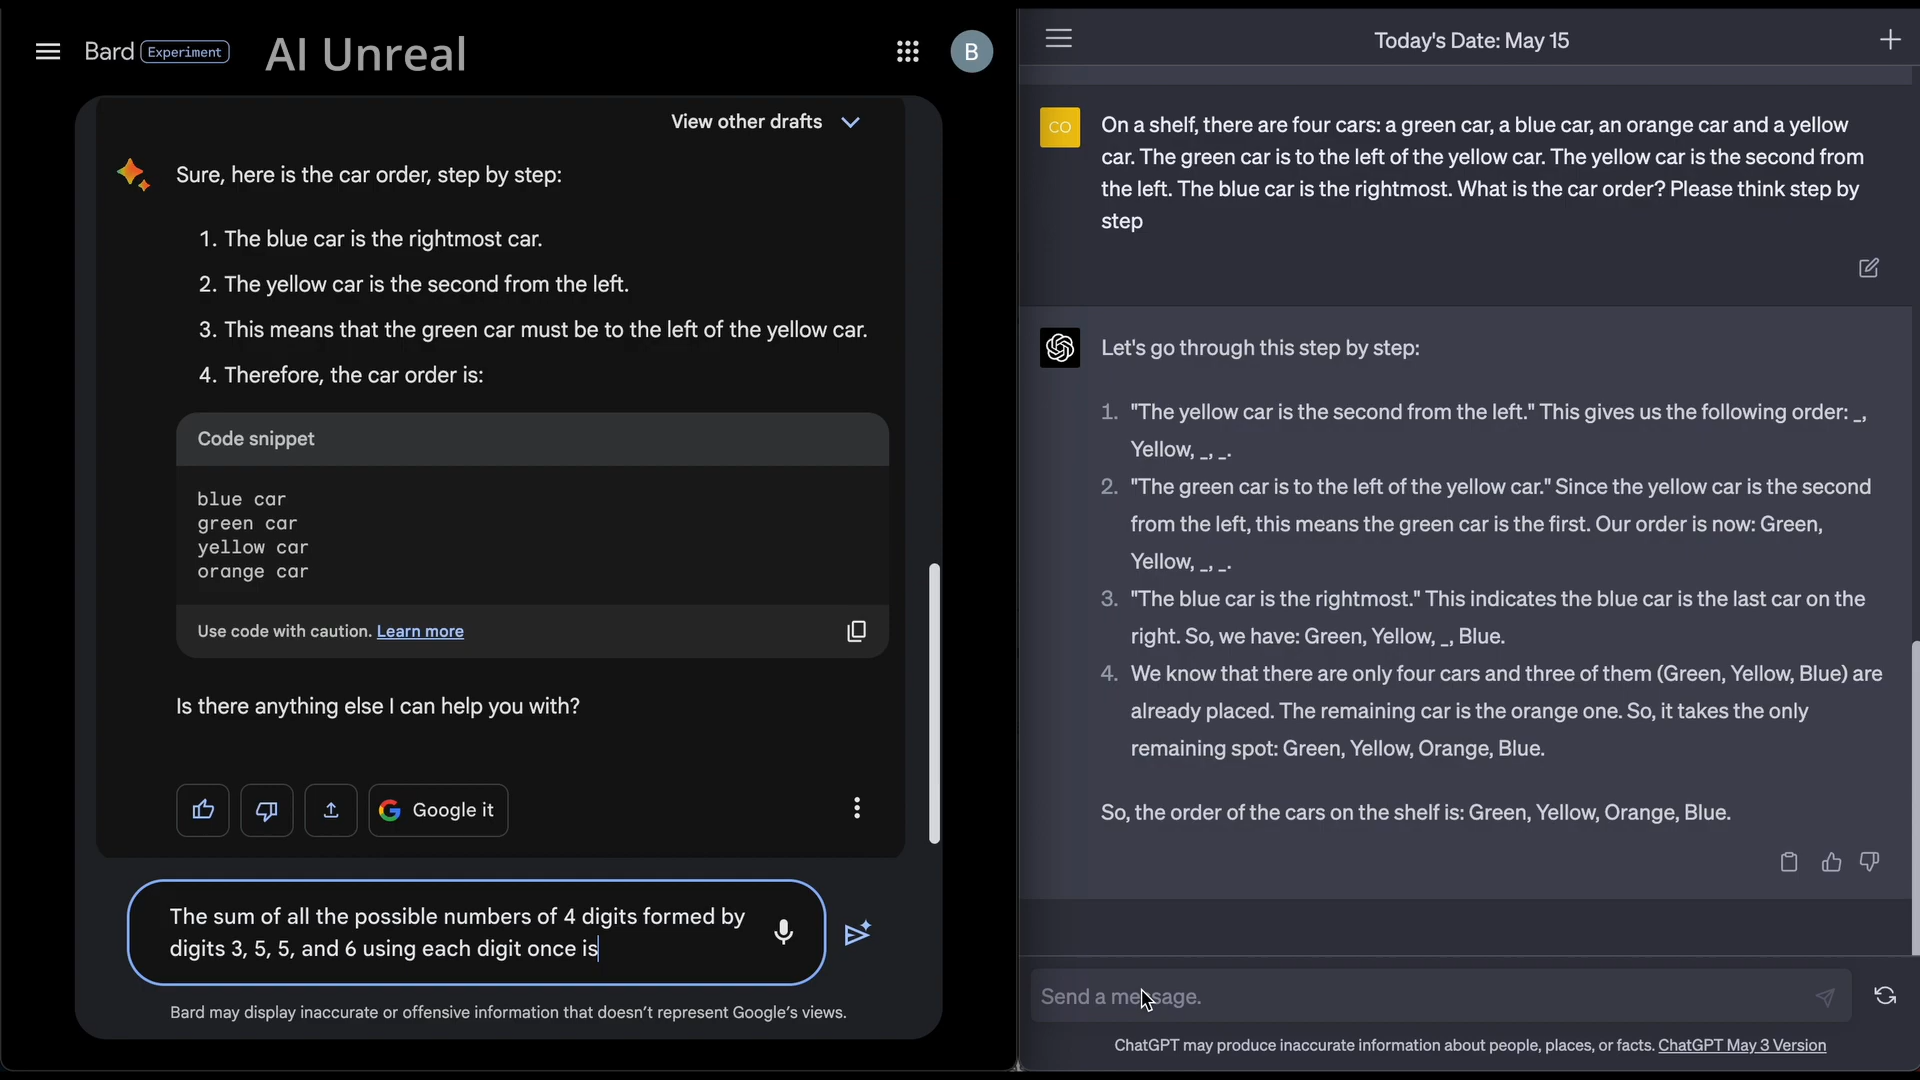 Bard Experiment AI Unreal
B
View other drafts
Sure, here is the car order, step by step:
1. The blue car is the rightmost car.
2. The yellow car is the second from the left.
3. This means that the green car must be to the left of the yellow car.
4. Therefore, the car order is:
Code snippet
blue car
green car
yellow car
orange car
Use code with caution. Learn more
Is there anything else I can help you with?
Google it
The sum of all the possible numbers of 4 digits formed by
digits 3, 5, 5, and 6 using each digit once is
Bard may display inaccurate or offensive information that doesn't represent Google's views.
Today's Date: May 15
CO
On a shelf, there are four cars: a green car, a blue car, an orange car and a yellow
car. The green car is to the left of the yellow car. The yellow car is the second from
the left. The blue car is the rightmost. What is the car order? Please think step by
step
Let's go through this step by step:
1. "The yellow car is the second from the left." This gives us the following order: _,
Yellow, _, _.
2. "The green car is to the left of the yellow car." Since the yellow car is the second
from the left, this means the green car is the first. Our order is now: Green,
Yellow, _, _.
3. "The blue car is the rightmost." This indicates the blue car is the last car on the
right. So, we have: Green, Yellow, _, Blue.
4. We know that there are only four cars and three of them (Green, Yellow, Blue) are
already placed. The remaining car is the orange one. So, it takes the only
remaining spot: Green, Yellow, Orange, Blue.
So, the order of the cars on the shelf is: Green, Yellow, Orange, Blue.
Send a message.
ChatGPT may produce inaccurate information about people, places, or facts. ChatGPT May 3 Version